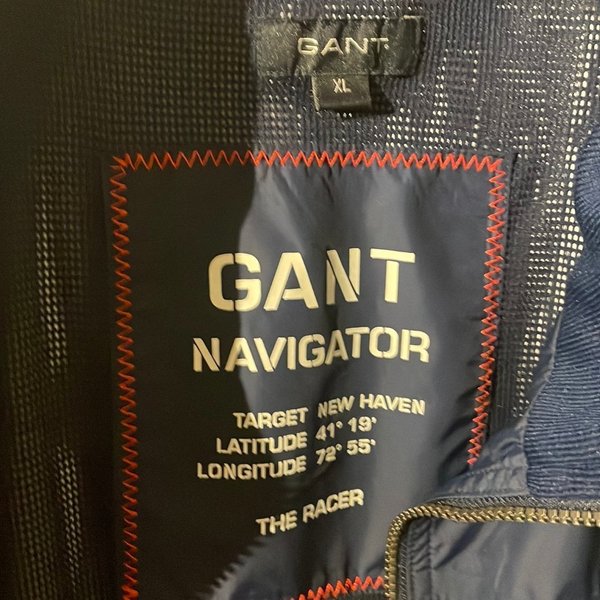 GANT
XL
GANT
NAVIGATOR
TARGET NEW HAVEN
LATITUDE 41° 19'
LONGITUDE 72° 55'
THE RACER